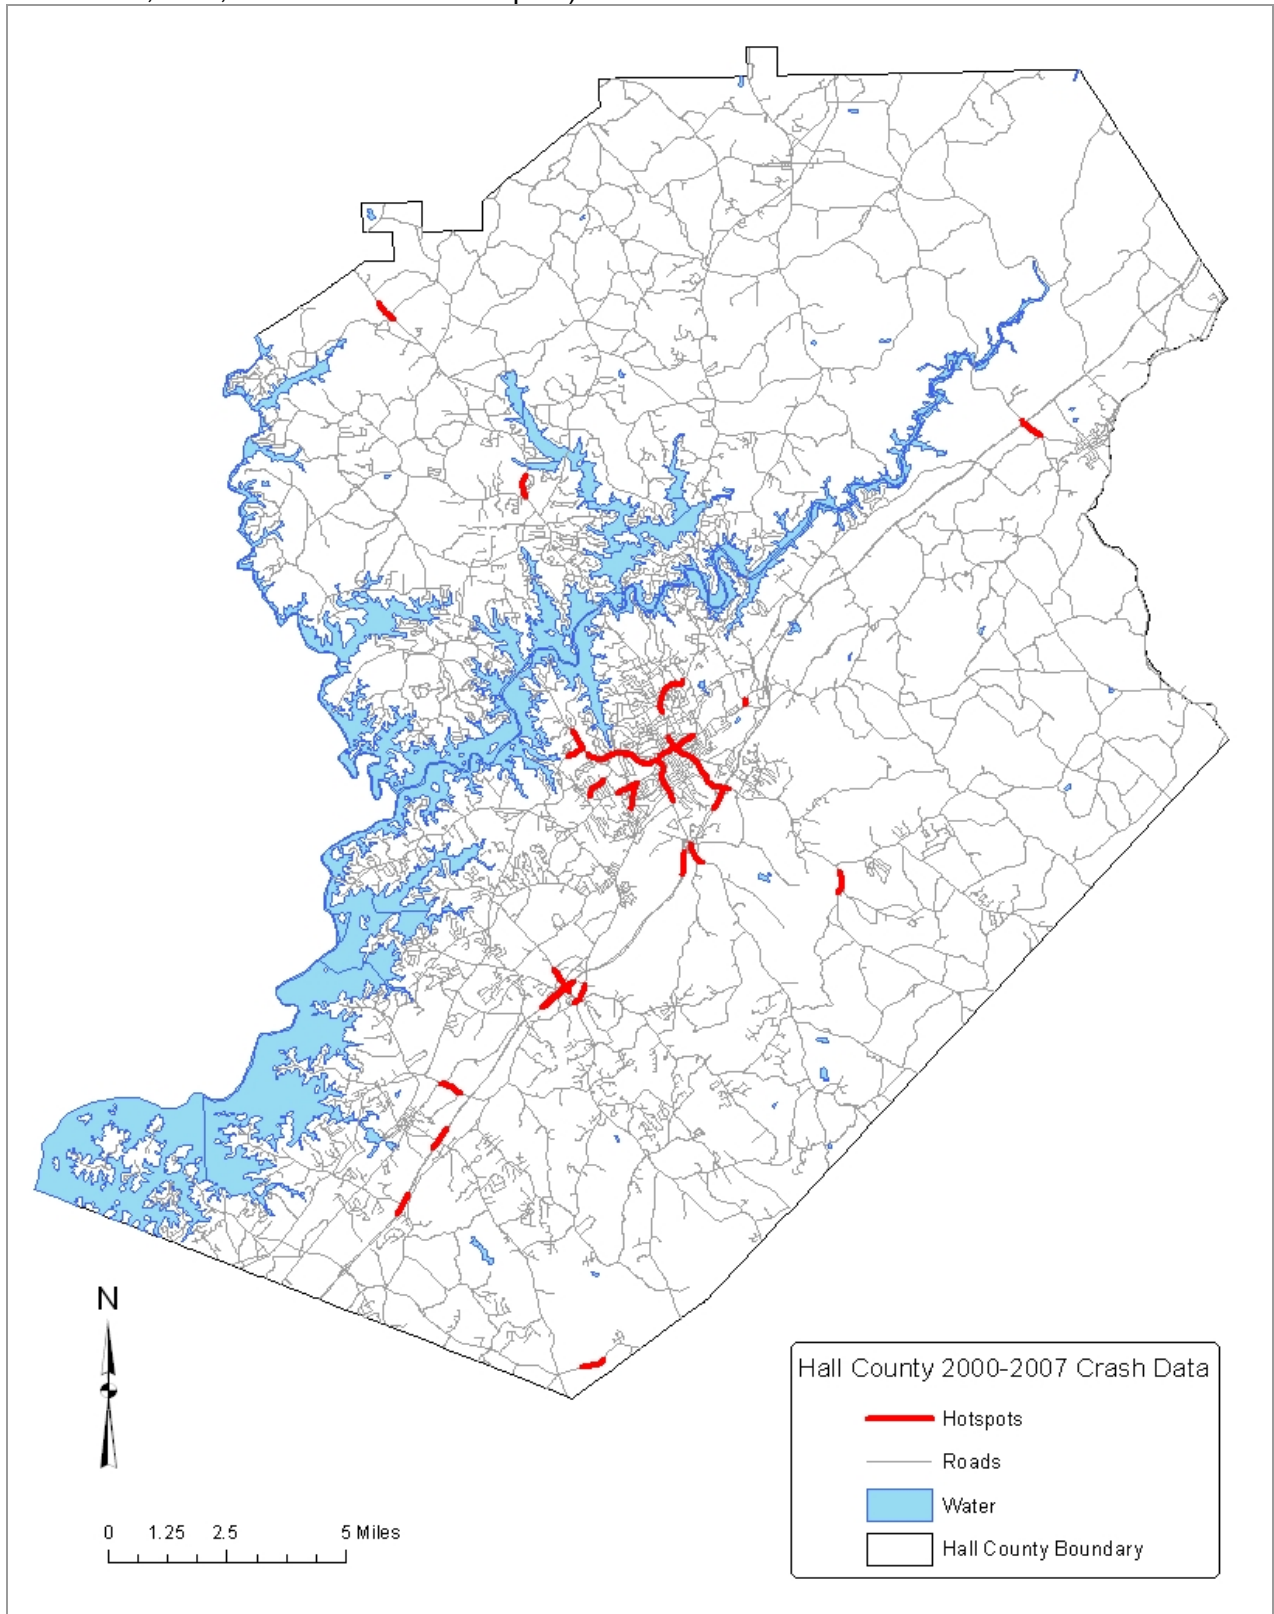 N
0 1.25 2.5 5 Miles
Hall County 2000-2007 Crash Data
Hotspots
Roads
Water
Hall County Boundary